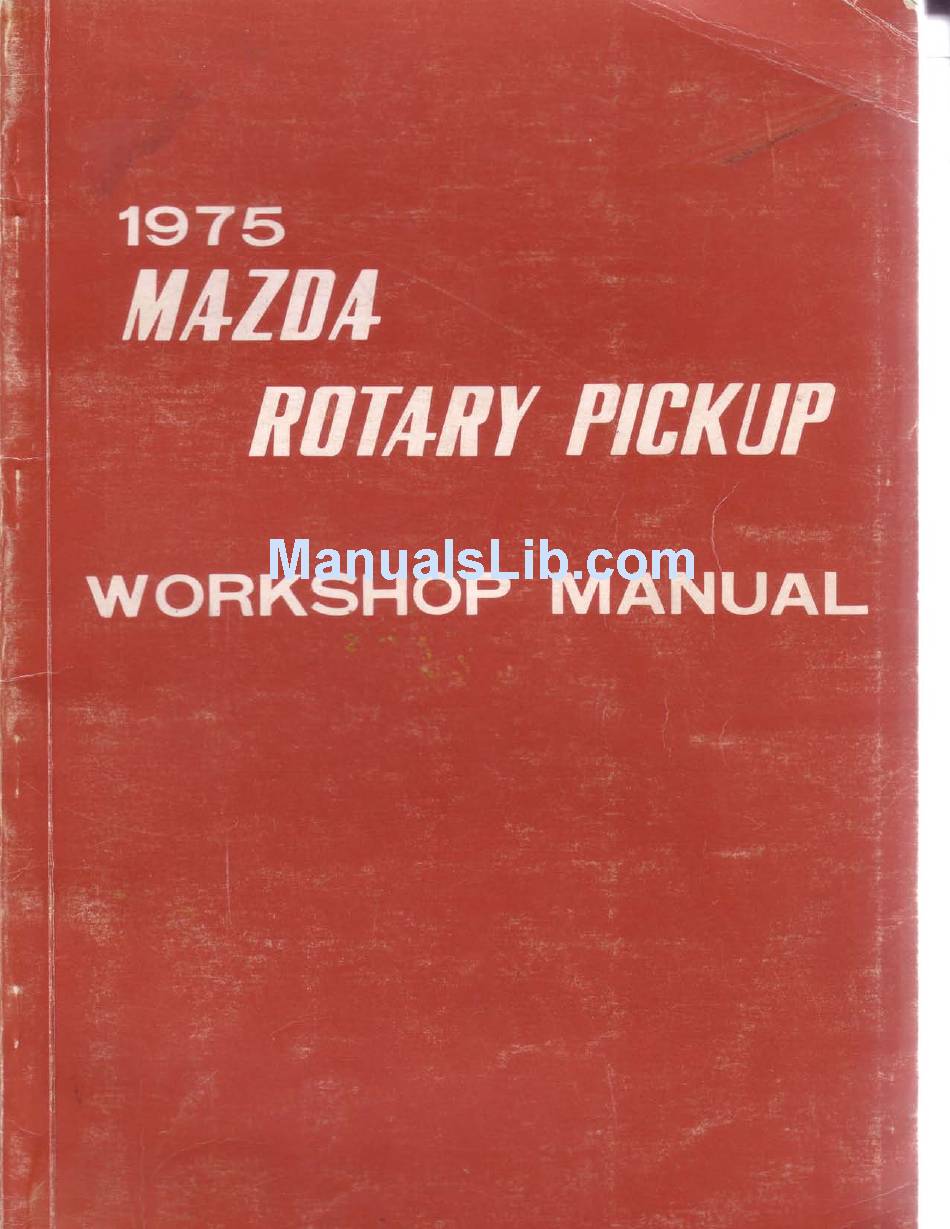 1975
MAZDA
ROTARY PICKUP
ManualsLib.com
WORKSHOP MANUAL